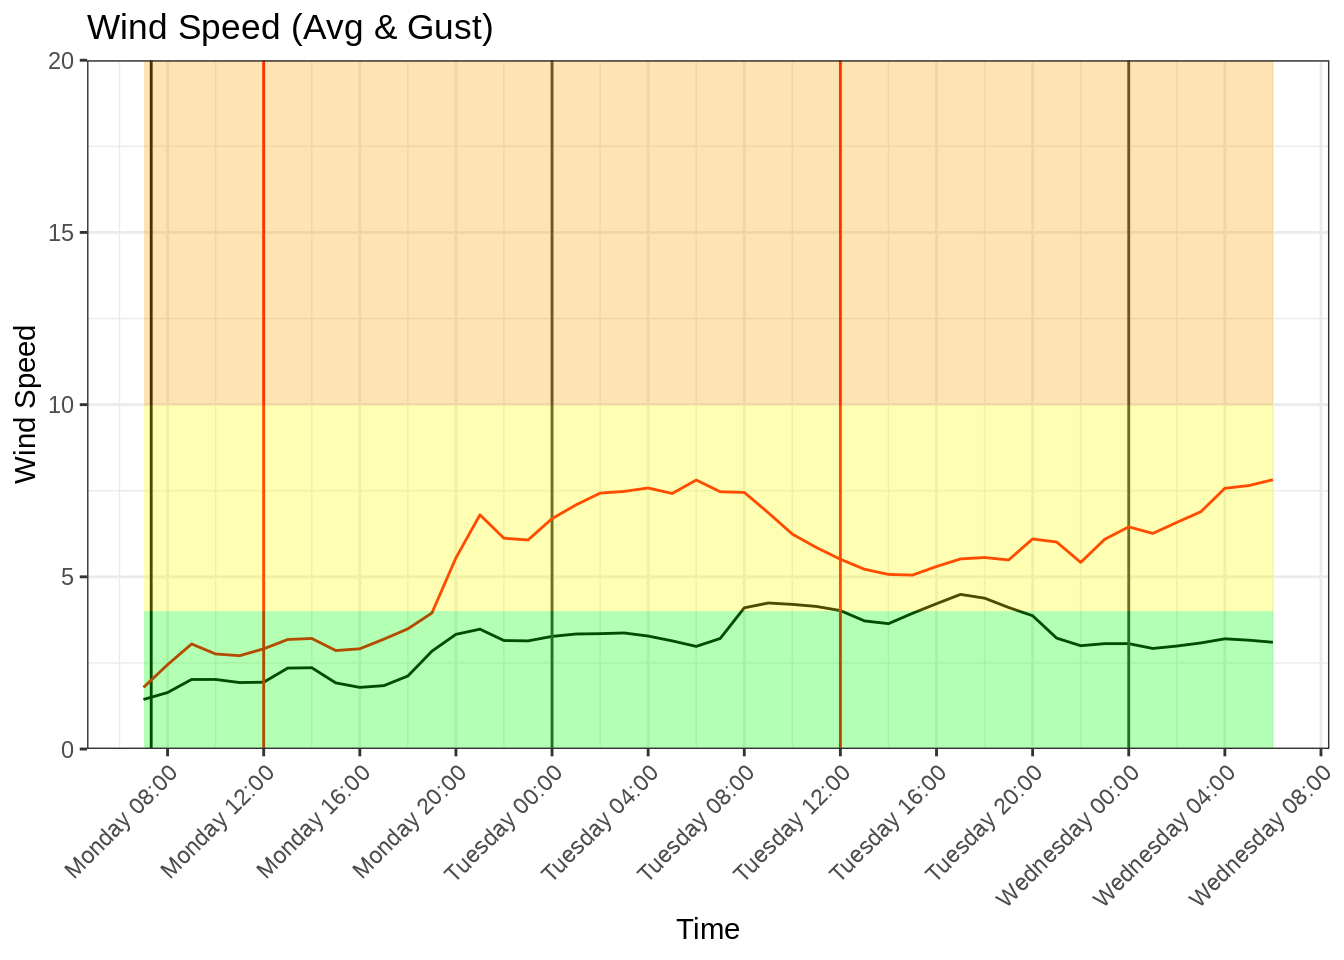 Wind Speed (Avg & Gust)
20
15
10
5
0
Wind Speed
Monday 08:00
Monday 12:00
Monday 16:00
Monday 20:00
Tuesday 00:00
Tuesday 04:00
Tuesday 08:00
Tuesday 12:00
Tuesday 16:00
Tuesday 20:00
Wednesday 00:00
Wednesday 04:00
Wednesday 08:00
Time